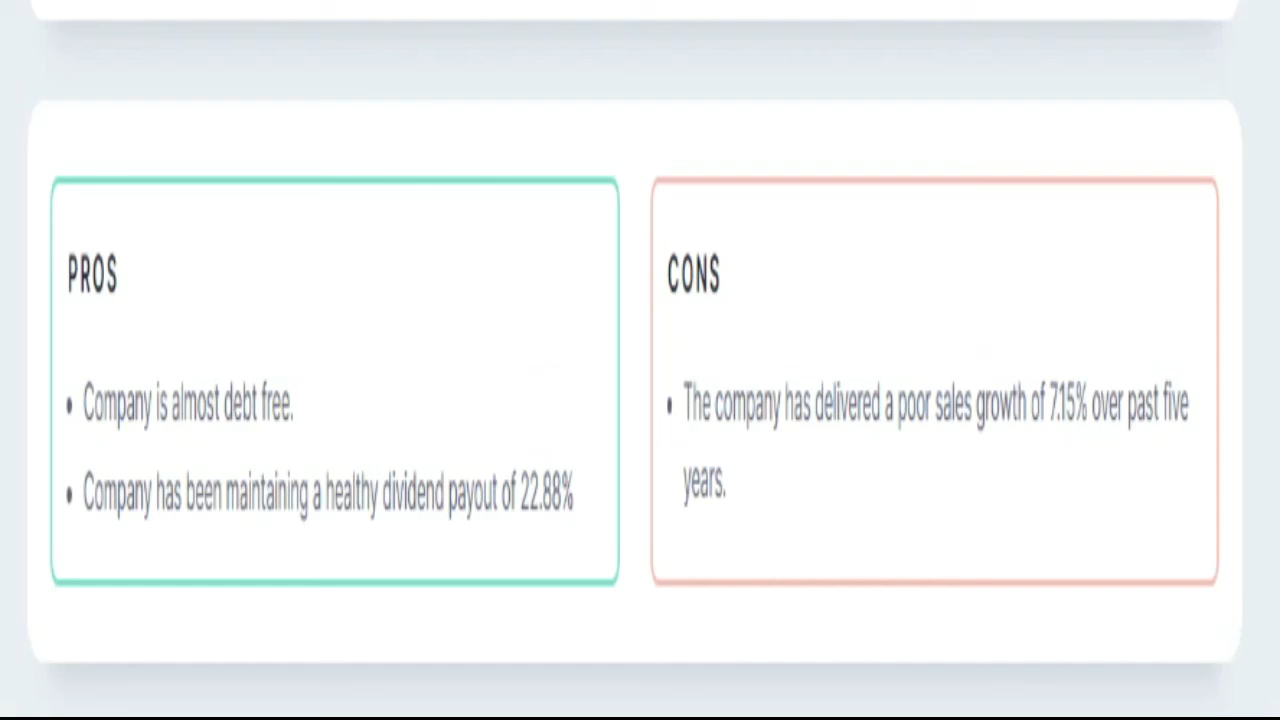 PROS
• Company is almost debt free.
• Company has been maintaining a healthy dividend payout of 22.88%
CONS
• The company has delivered a poor sales growth of 7.15% over past five
years.